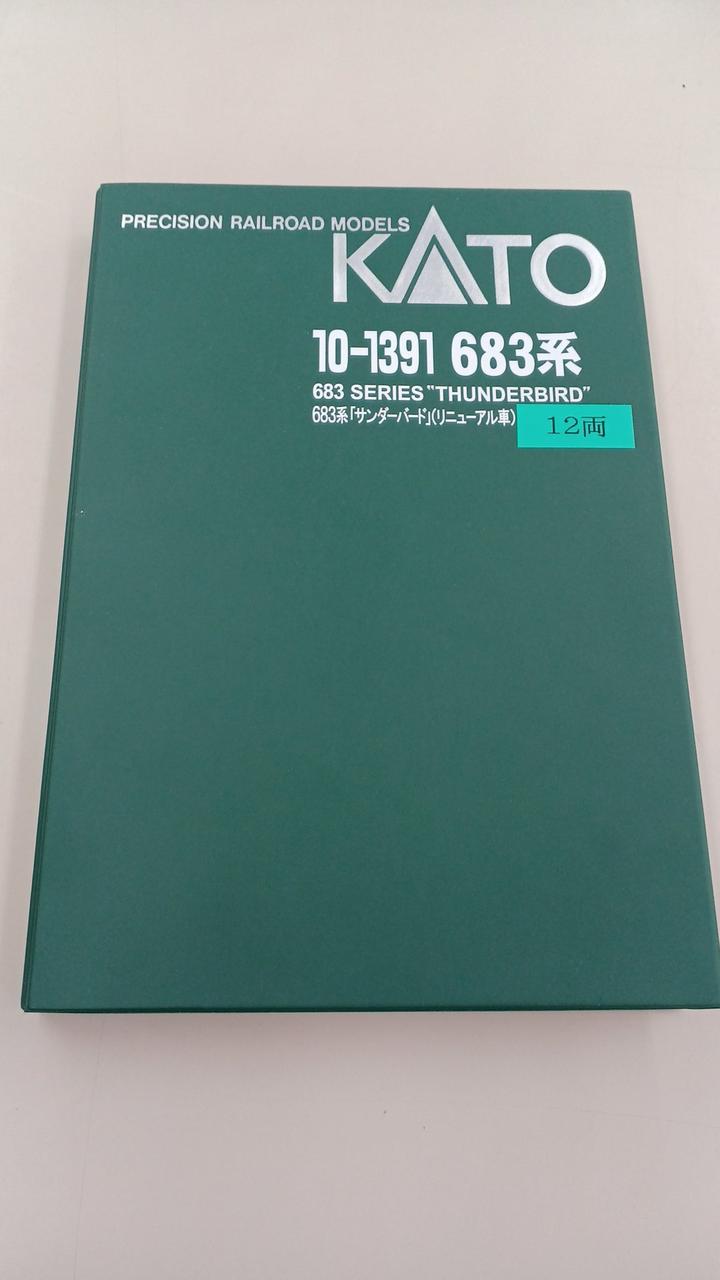 PRECISION RAILROAD MODELS
KATO
10-1391 683系
683 SERIES "THUNDERBIRD"
683系「サンダーバード」(リニューアル車)
12両